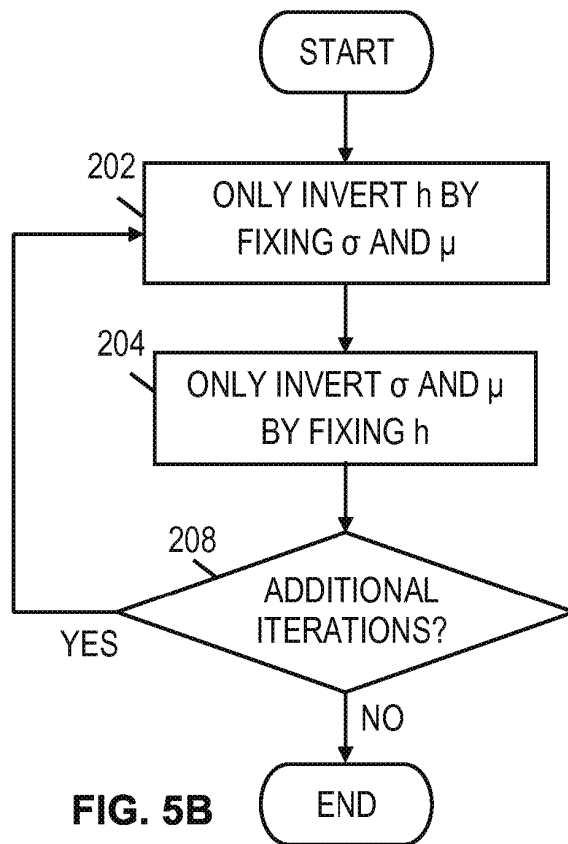 START
202
ONLY INVERT h BY
FIXING σ AND μ
204
ONLY INVERT σ AND μ
BY FIXING h
208
ADDITIONAL
ITERATIONS?
YES
NO
FIG. 5B
END